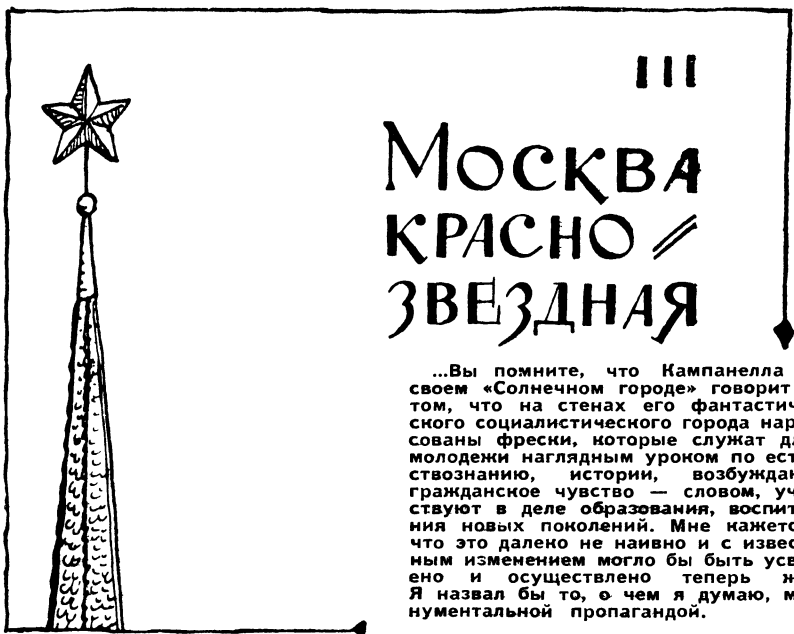 III
Москва
красно//
звездная
...Вы помните, что Кампанелла
своем «Солнечном городе» говорит
том, что на стенах его фантастич
ского социалистического города нар
сованы фрески, которые служат д
молодежи наглядным уроком по ест
ствознанию, истории, возбужда
гражданское чувство — словом, уч
ствуют в деле образования, воспит
ния новых поколений. Мне кажетс
что это далеко не наивно и с извес
ным изменением могло бы быть усв
ено и осуществлено теперь ж
Я назвал бы то, о чем я думаю, м
нументальной пропагандой.